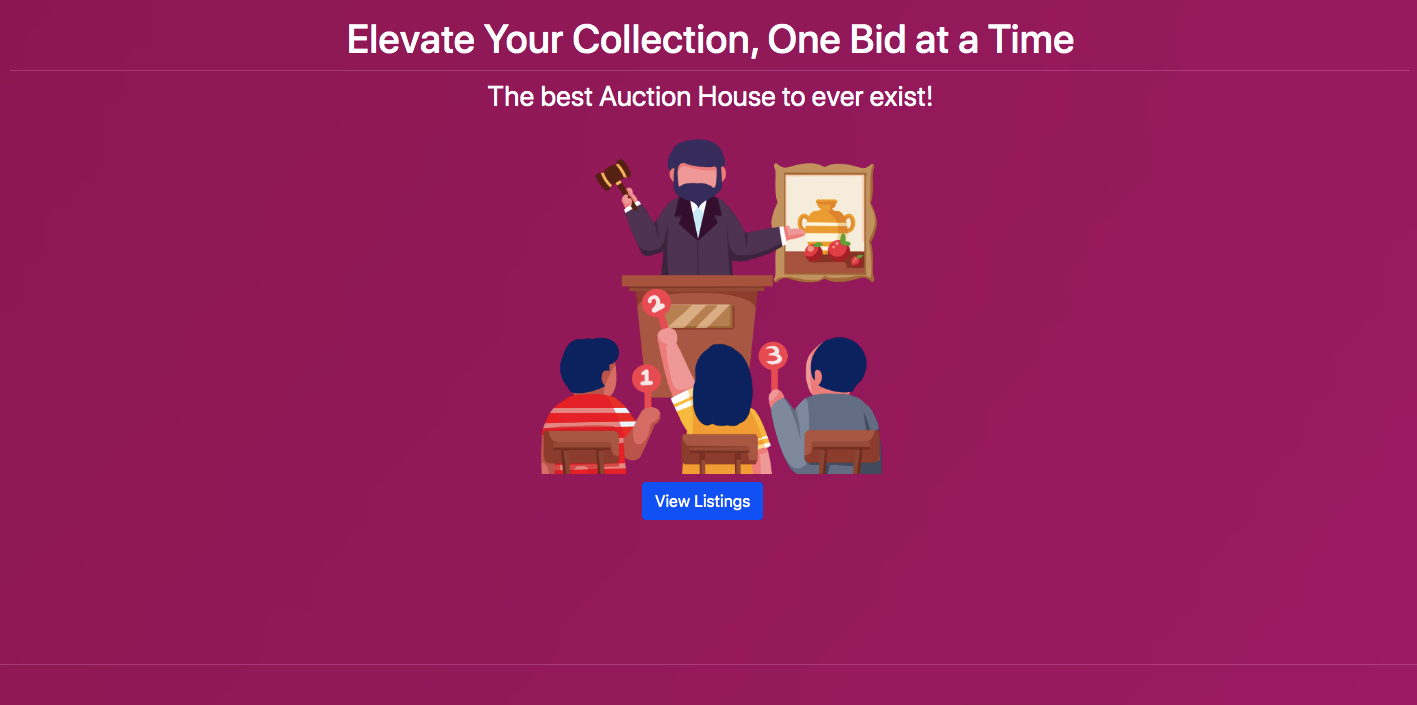 Elevate Your Collection, One Bid at a Time
The best Auction House to ever exist!
2
3
1
View Listings